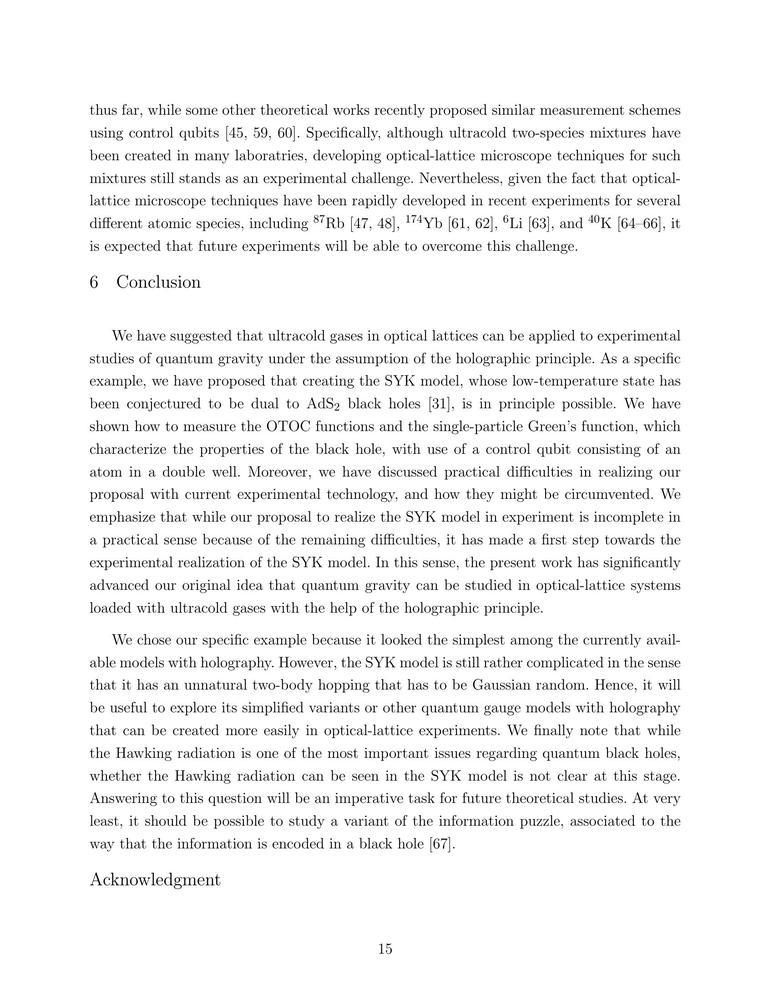 thus far, while some other theoretical works recently proposed similar measurement schemes
using control qubits [45, 59, 60]. Specifically, although ultracold two-species mixtures have
been created in many laboratries, developing optical-lattice microscope techniques for such
mixtures still stands as an experimental challenge. Nevertheless, given the fact that optical-
lattice microscope techniques have been rapidly developed in recent experiments for several
different atomic species, including ⁸⁷Rb [47, 48], ¹⁷⁴Yb [61, 62], ⁶Li [63], and ⁴⁰K [64–66], it
is expected that future experiments will be able to overcome this challenge.
6 Conclusion
We have suggested that ultracold gases in optical lattices can be applied to experimental
studies of quantum gravity under the assumption of the holographic principle. As a specific
example, we have proposed that creating the SYK model, whose low-temperature state has
been conjectured to be dual to AdS₂ black holes [31], is in principle possible. We have
shown how to measure the OTOC functions and the single-particle Green's function, which
characterize the properties of the black hole, with use of a control qubit consisting of an
atom in a double well. Moreover, we have discussed practical difficulties in realizing our
proposal with current experimental technology, and how they might be circumvented. We
emphasize that while our proposal to realize the SYK model in experiment is incomplete in
a practical sense because of the remaining difficulties, it has made a first step towards the
experimental realization of the SYK model. In this sense, the present work has significantly
advanced our original idea that quantum gravity can be studied in optical-lattice systems
loaded with ultracold gases with the help of the holographic principle.
We chose our specific example because it looked the simplest among the currently avail-
able models with holography. However, the SYK model is still rather complicated in the sense
that it has an unnatural two-body hopping that has to be Gaussian random. Hence, it will
be useful to explore its simplified variants or other quantum gauge models with holography
that can be created more easily in optical-lattice experiments. We finally note that while
the Hawking radiation is one of the most important issues regarding quantum black holes,
whether the Hawking radiation can be seen in the SYK model is not clear at this stage.
Answering to this question will be an imperative task for future theoretical studies. At very
least, it should be possible to study a variant of the information puzzle, associated to the
way that the information is encoded in a black hole [67].
Acknowledgment
15